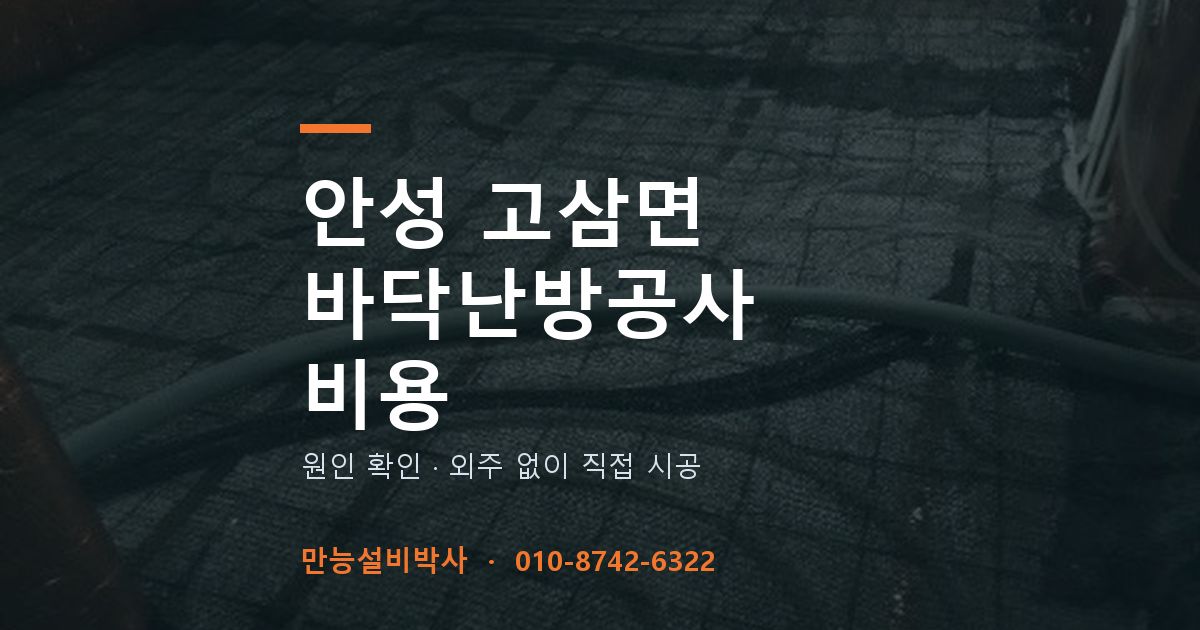 안성 고삼면
바닥난방공사
비용
원인 확인 · 외주 없이 직접 시공
만능설비박사 · 010-8742-6322